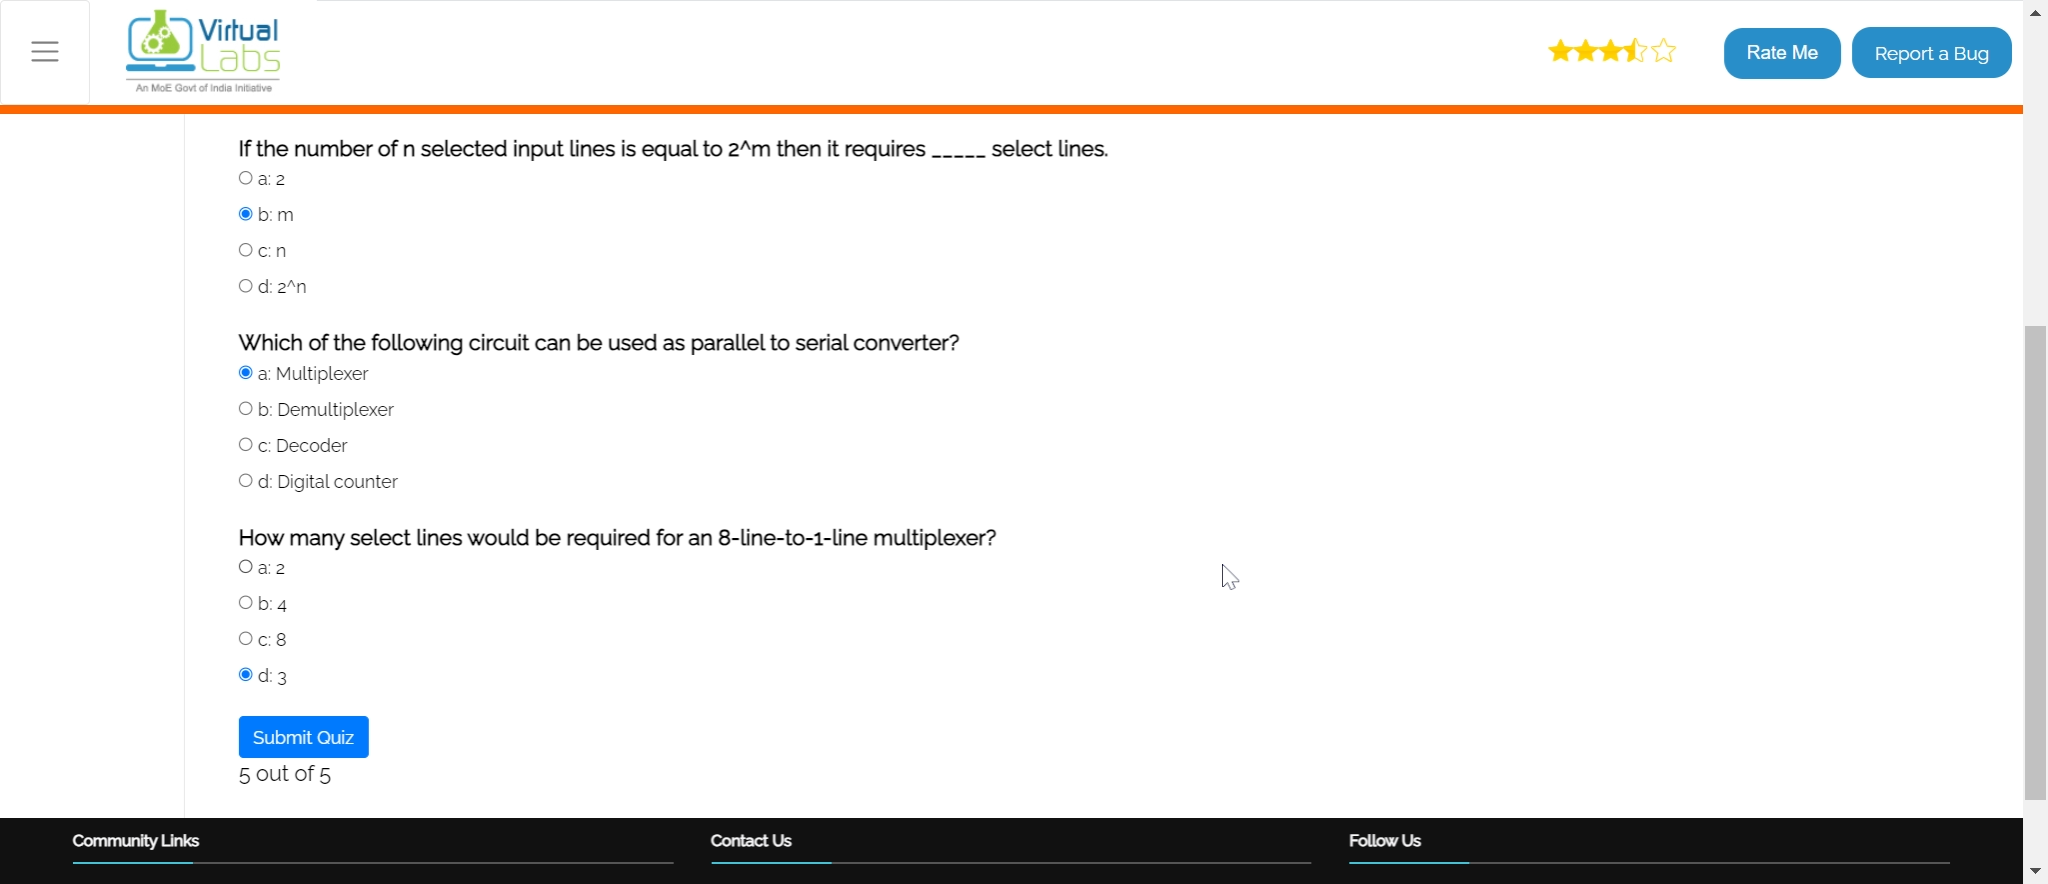 Virtual
Labs
An MoE Govt of India Initiative
Rate Me
Report a Bug
If the number of n selected input lines is equal to 2^m then it requires _____ select lines.
a: 2
b: m
c: n
d: 2^n
Which of the following circuit can be used as parallel to serial converter?
a: Multiplexer
b: Demultiplexer
c: Decoder
d: Digital counter
How many select lines would be required for an 8-line-to-1-line multiplexer?
a: 2
b: 4
c: 8
d: 3
Submit Quiz
5 out of 5
Community Links
Contact Us
Follow Us